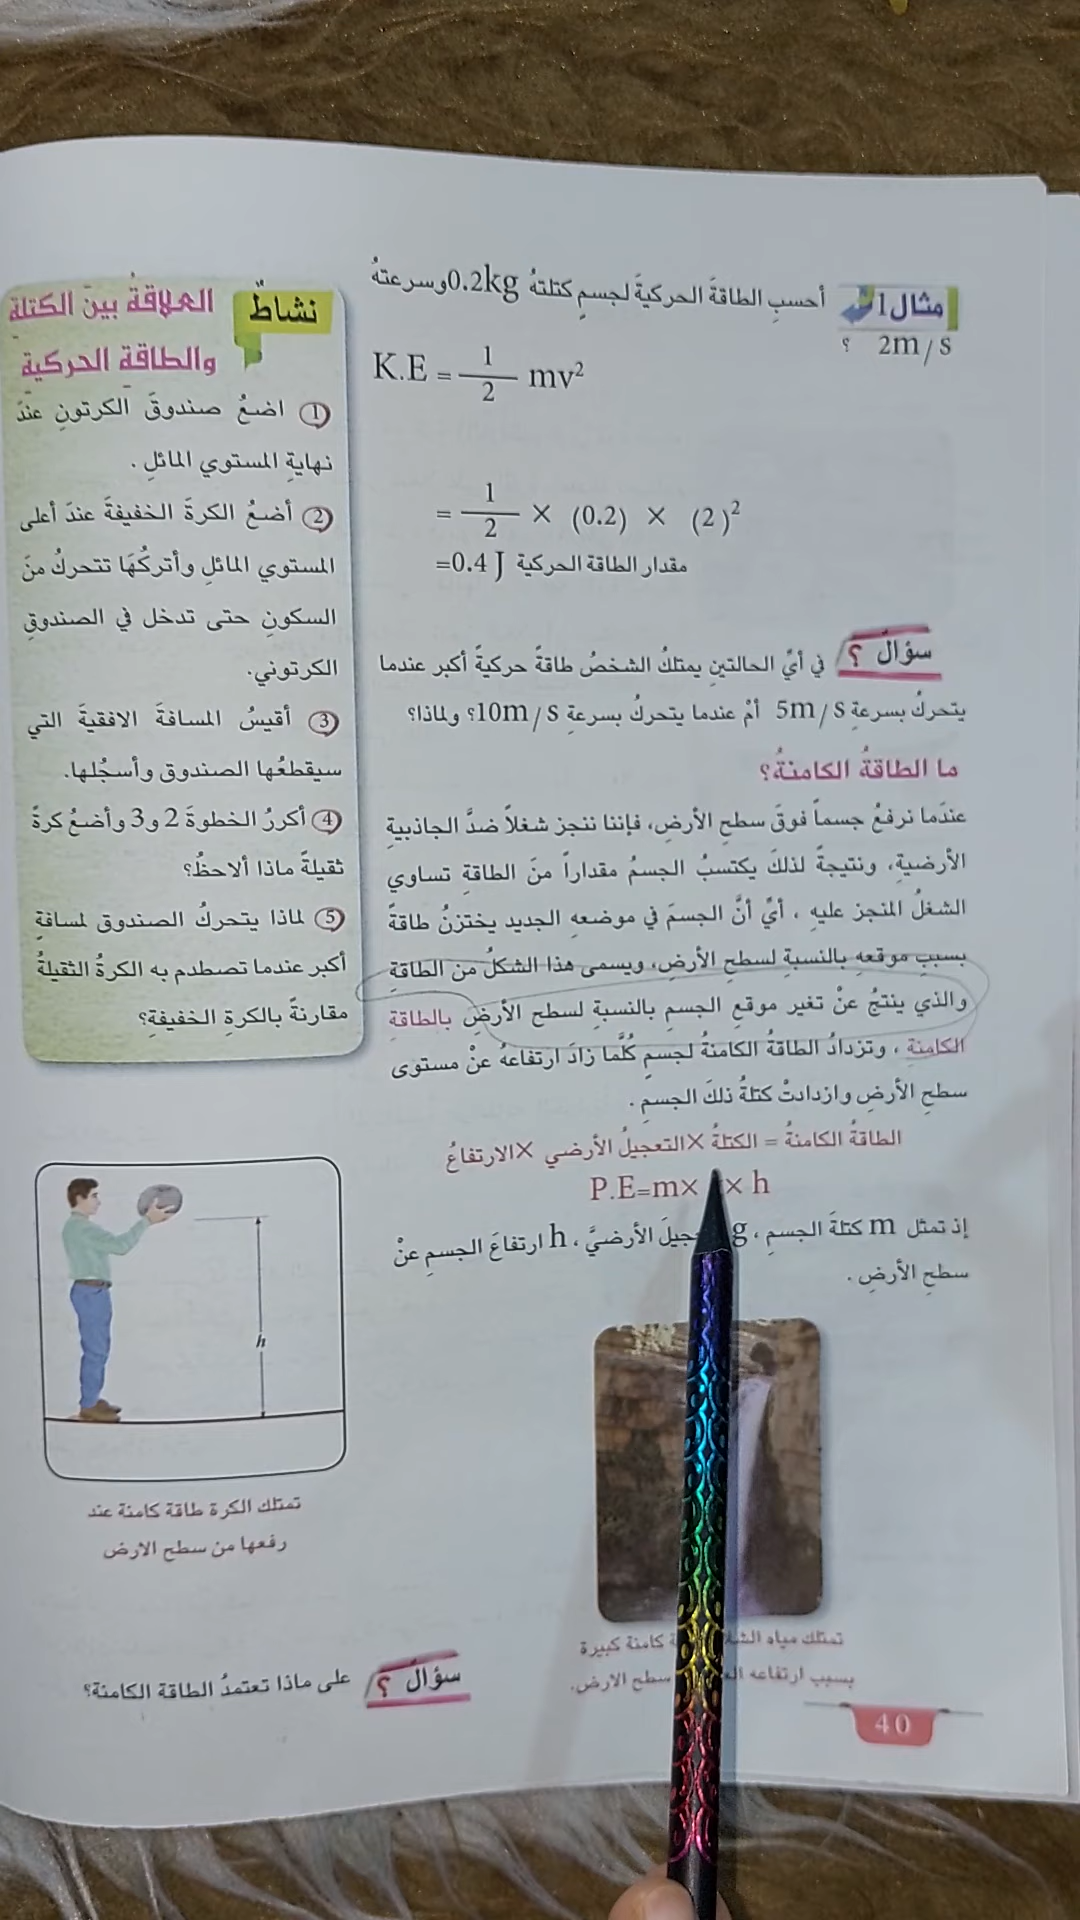 مثال 1 أحسبِ الطاقةَ الحركيةَ لجسمٍ كتلتهُ 0.2kg وسرعتهُ
2m/s ؟
K.E = 1/2 mv²
= 1/2 × (0.2) × (2)²
مقدار الطاقة الحركية 0.4 J=
سؤال ؟ في أيِّ الحالتينِ يمتلكُ الشخصُ طاقةً حركيةً أكبر عندما
يتحركُ بسرعةِ 5m/s أمْ عندما يتحركُ بسرعةِ 10m/s؟ ولماذا؟
ما الطاقةُ الكامنةُ؟
عندَما نرفعُ جسماً فوقَ سطحِ الأرضِ، فإننا ننجز شغلاً ضدَّ الجاذبيةِ
الأرضيةِ، ونتيجةً لذلكَ يكتسبُ الجسمُ مقداراً منَ الطاقةِ تساوي
الشغلُ المنجز عليهِ ، أيْ أنَّ الجسمَ في موضعهِ الجديد يختزنُ طاقةً
بسببِ موقعهِ بالنسبةِ لسطحِ الأرضِ، ويسمى هذا الشكلُ من الطاقةِ
والذي ينتجُ عنْ تغير موقعِ الجسمِ بالنسبةِ لسطحِ الأرضِ بالطاقةِ
الكامنةِ ، وتزدادُ الطاقةُ الكامنةُ لجسمٍ كُلَّما زادَ ارتفاعهُ عنْ مستوى
سطحِ الأرضِ وازدادتْ كتلةُ ذلكَ الجسمِ .
الطاقةُ الكامنةُ = الكتلةُ × التعجيلُ الأرضي × الارتفاعُ
P.E=m× × h
إذ تمثل m كتلةَ الجسمِ ، g جيلَ الأرضيَّ ، h ارتفاعَ الجسمِ عنْ
سطحِ الأرضِ .
تمتلك مياه الشلا ة كامنة كبيرة
بسبب ارتفاعه سطح الارض.
نشاطٌ العلاقةُ بينَ الكتلةِ
والطاقةِ الحركيةِ
1 اضعُ صندوقَ الكرتونِ عندَ
نهايةِ المستوي المائلِ .
2 أضعُ الكرةَ الخفيفةَ عندَ أعلى
المستوي المائلِ وأتركُهَا تتحركُ منَ
السكونِ حتى تدخل في الصندوقِ
الكرتوني.
3 أقيسُ المسافةَ الافقيةَ التي
سيقطعُها الصندوق وأسجُلها.
4 أكررُ الخطوةَ 2 و3 وأضعُ كرةً
ثقيلةً ماذا ألاحظُ؟
5 لماذا يتحركُ الصندوق لمسافةِ
أكبر عندما تصطدم به الكرةُ الثقيلةُ
مقارنةً بالكرةِ الخفيفةِ؟
h
تمتلك الكرة طاقة كامنة عند
رفعها من سطح الارض
سؤال ؟ على ماذا تعتمدُ الطاقة الكامنة؟
40